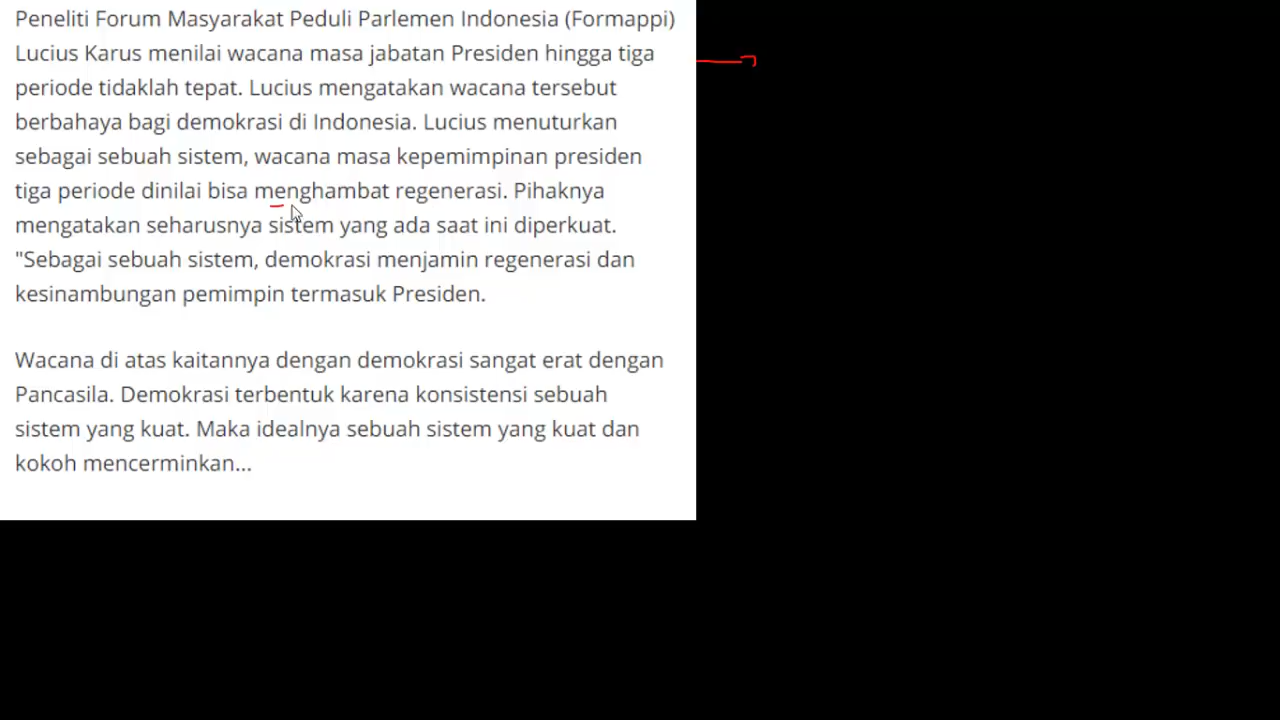 Peneliti Forum Masyarakat Peduli Parlemen Indonesia (Formappi)
Lucius Karus menilai wacana masa jabatan Presiden hingga tiga
periode tidaklah tepat. Lucius mengatakan wacana tersebut
berbahaya bagi demokrasi di Indonesia. Lucius menuturkan
sebagai sebuah sistem, wacana masa kepemimpinan presiden
tiga periode dinilai bisa menghambat regenerasi. Pihaknya
mengatakan seharusnya sistem yang ada saat ini diperkuat.
"Sebagai sebuah sistem, demokrasi menjamin regenerasi dan
kesinambungan pemimpin termasuk Presiden.
Wacana di atas kaitannya dengan demokrasi sangat erat dengan
Pancasila. Demokrasi terbentuk karena konsistensi sebuah
sistem yang kuat. Maka idealnya sebuah sistem yang kuat dan
kokoh mencerminkan...